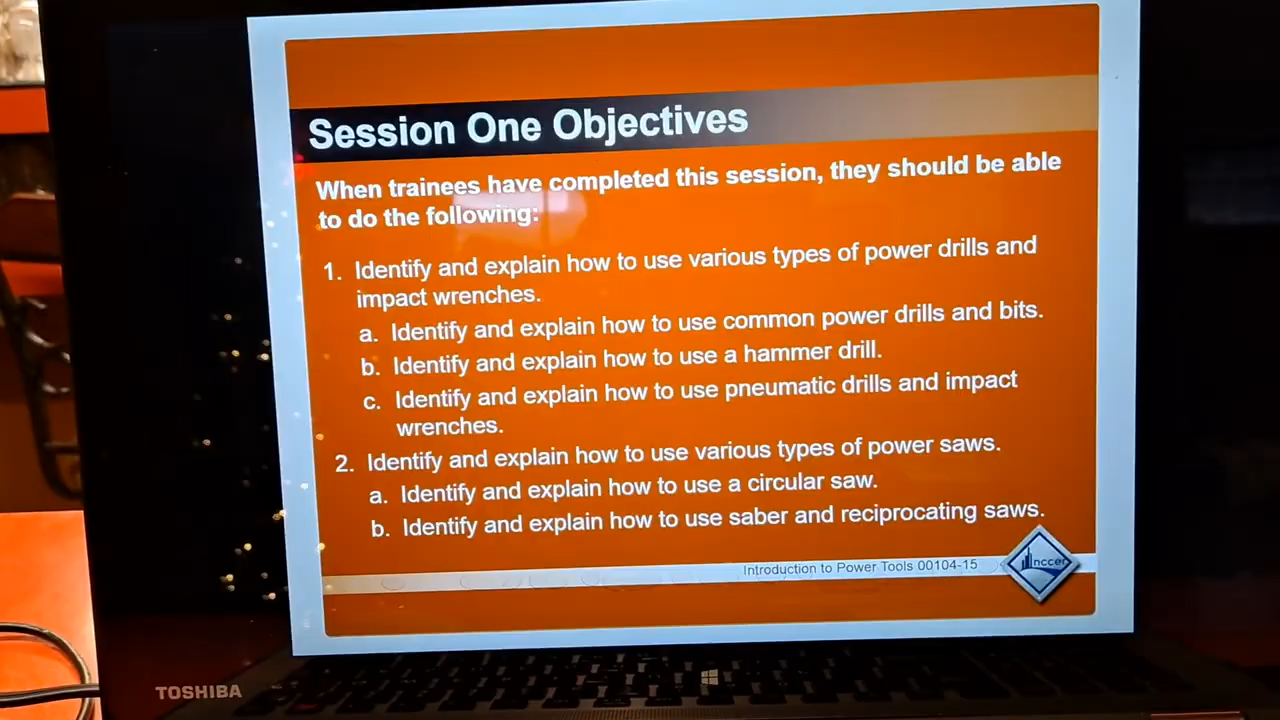 Session One Objectives
When trainees have completed this session, they should be able
to do the following:
1. Identify and explain how to use various types of power drills and
impact wrenches.
a. Identify and explain how to use common power drills and bits.
b. Identify and explain how to use a hammer drill.
c. Identify and explain how to use pneumatic drills and impact
wrenches.
2. Identify and explain how to use various types of power saws.
a. Identify and explain how to use a circular saw.
b. Identify and explain how to use saber and reciprocating saws.
Introduction to Power Tools 00104-15
nccer
TOSHIBA